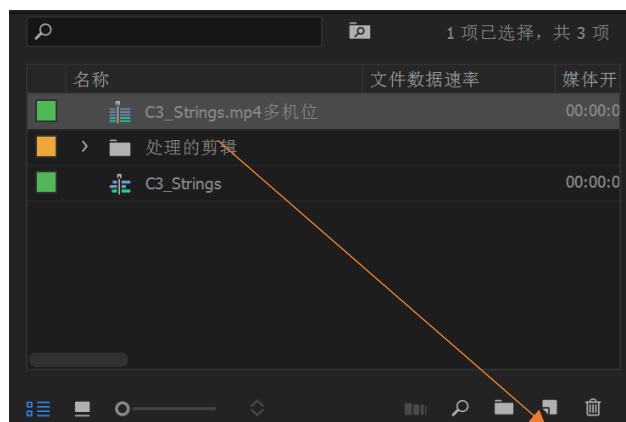 1 项已选择，共 3 项
名称 文件数据速率 媒体开
C3_Strings.mp4多机位 00:00:0
处理的剪辑
C3_Strings 00:00:0